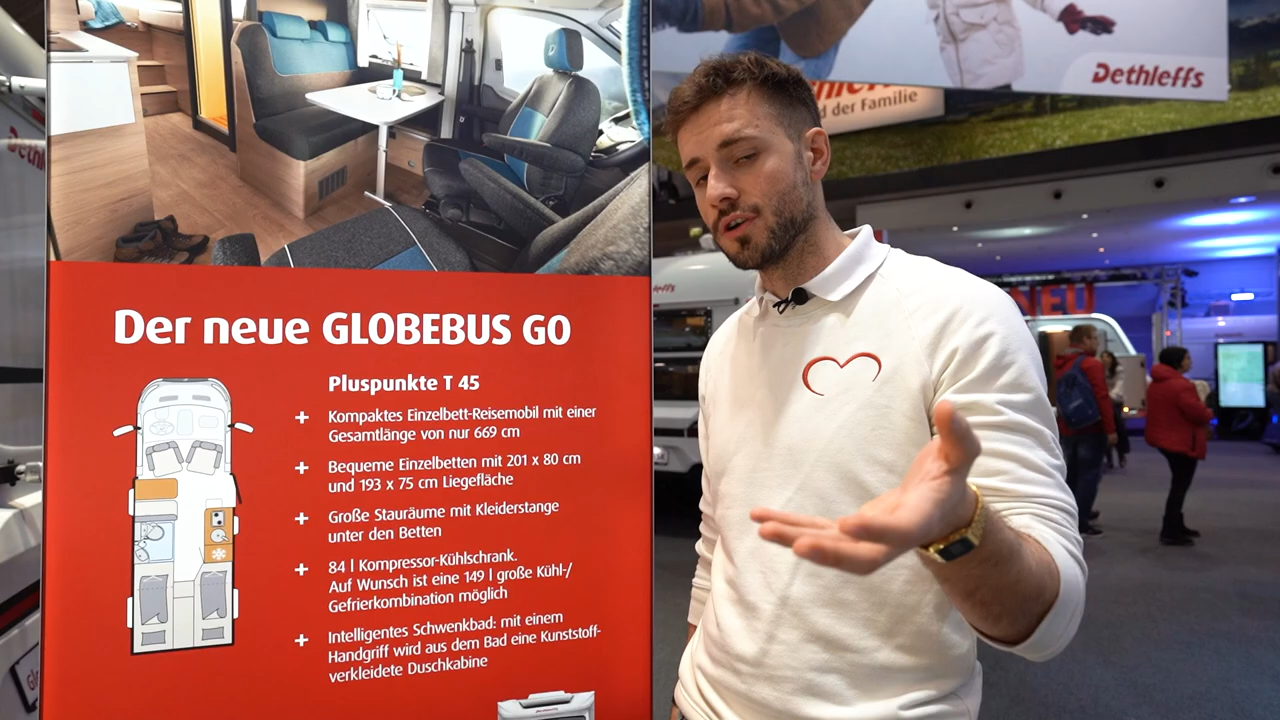 Dethleffs
d der Familie
Dethleffs
NEU
Der neue GLOBEBUS GO
Pluspunkte T 45
+ Kompaktes Einzelbett-Reisemobil mit einer
Gesamtlänge von nur 669 cm
+ Bequeme Einzelbetten mit 201 x 80 cm
und 193 x 75 cm Liegefläche
+ Große Stauräume mit Kleiderstange
unter den Betten
+ 84 l Kompressor-Kühlschrank.
Auf Wunsch ist eine 149 l große Kühl-/
Gefrierkombination möglich
+ Intelligentes Schwenkbad: mit einem
Handgriff wird aus dem Bad eine Kunststoff-
verkleidete Duschkabine